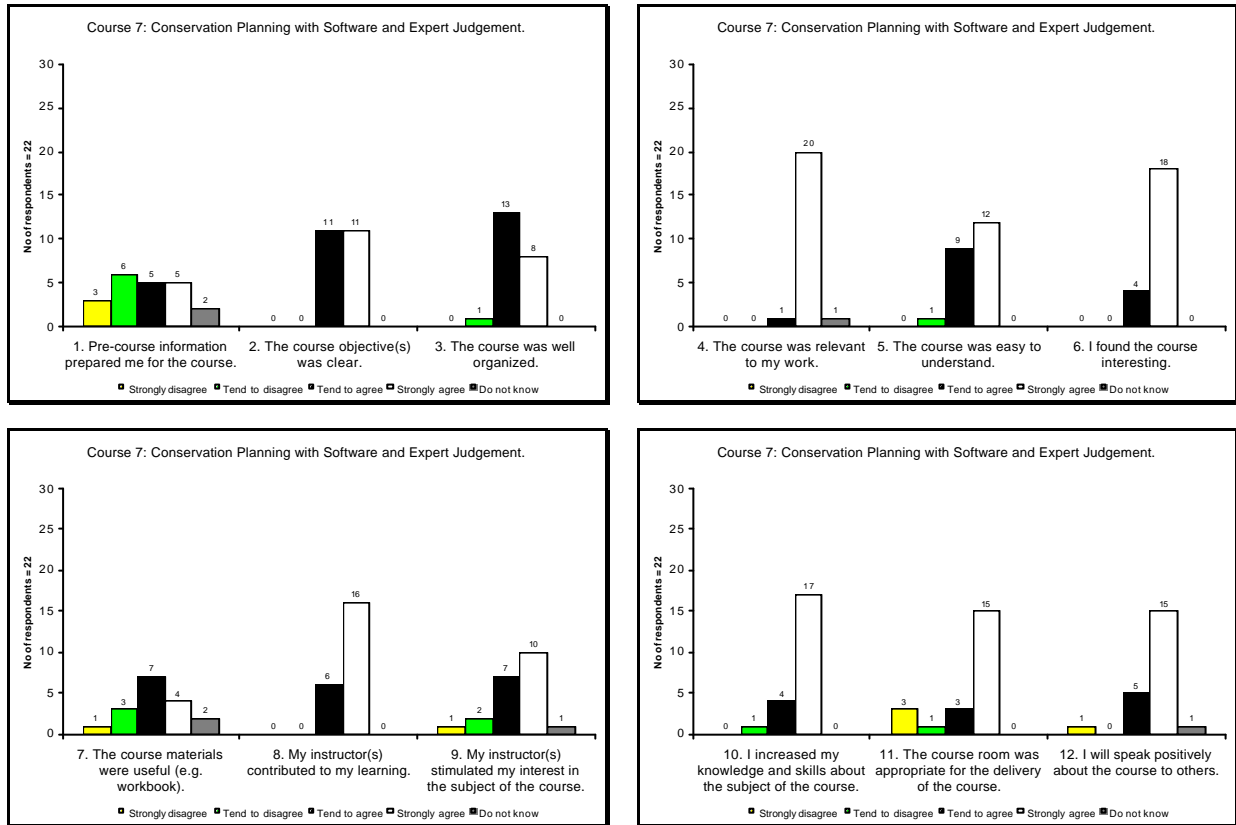 Course 7: Conservation Planning with Software and Expert Judgement.
30
25
20
15
10
5
0
No of respondents = 22
3
6
5
5
2
0
0
11
11
0
0
1
13
8
0
1. Pre-course information
prepared me for the course.
2. The course objective(s)
was clear.
3. The course was well
organized.
Strongly disagree Tend to disagree Tend to agree Strongly agree Do not know
Course 7: Conservation Planning with Software and Expert Judgement.
30
25
20
15
10
5
0
No of respondents = 22
0
0
1
20
1
0
1
9
12
0
0
0
4
18
0
4. The course was relevant
to my work.
5. The course was easy to
understand.
6. I found the course
interesting.
Strongly disagree Tend to disagree Tend to agree Strongly agree Do not know
Course 7: Conservation Planning with Software and Expert Judgement.
30
25
20
15
10
5
0
No of respondents = 22
1
3
7
4
2
0
0
6
16
0
1
2
7
10
1
7. The course materials
were useful (e.g.
workbook).
8. My instructor(s)
contributed to my learning.
9. My instructor(s)
stimulated my interest in
the subject of the course.
Strongly disagree Tend to disagree Tend to agree Strongly agree Do not know
Course 7: Conservation Planning with Software and Expert Judgement.
30
25
20
15
10
5
0
No of respondents = 22
0
1
4
17
0
3
1
3
15
0
1
0
5
15
1
10. I increased my
knowledge and skills about
the subject of the course.
11. The course room was
appropriate for the delivery
of the course.
12. I will speak positively
about the course to others.
Strongly disagree Tend to disagree Tend to agree Strongly agree Do not know